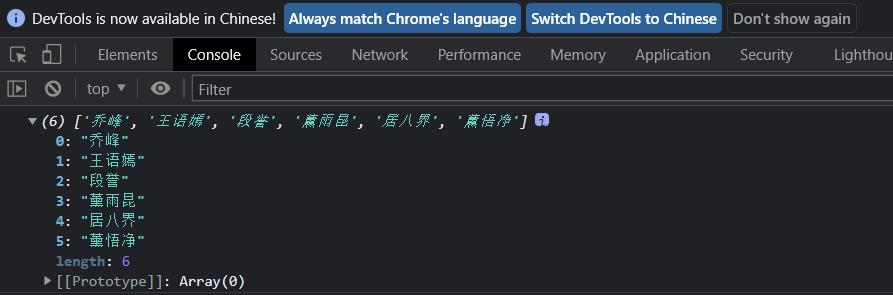 DevTools is now available in Chinese! Always match Chrome's language Switch DevTools to Chinese Don't show again
Elements Console Sources Network Performance Memory Application Security Lighthou
top Filter
(6) ['乔峰', '王语嫣', '段誉', '薰雨昆', '居八界', '薰悟净']
0: "乔峰"
1: "王语嫣"
2: "段誉"
3: "薰雨昆"
4: "居八界"
5: "薰悟净"
length: 6
[[Prototype]]: Array(0)